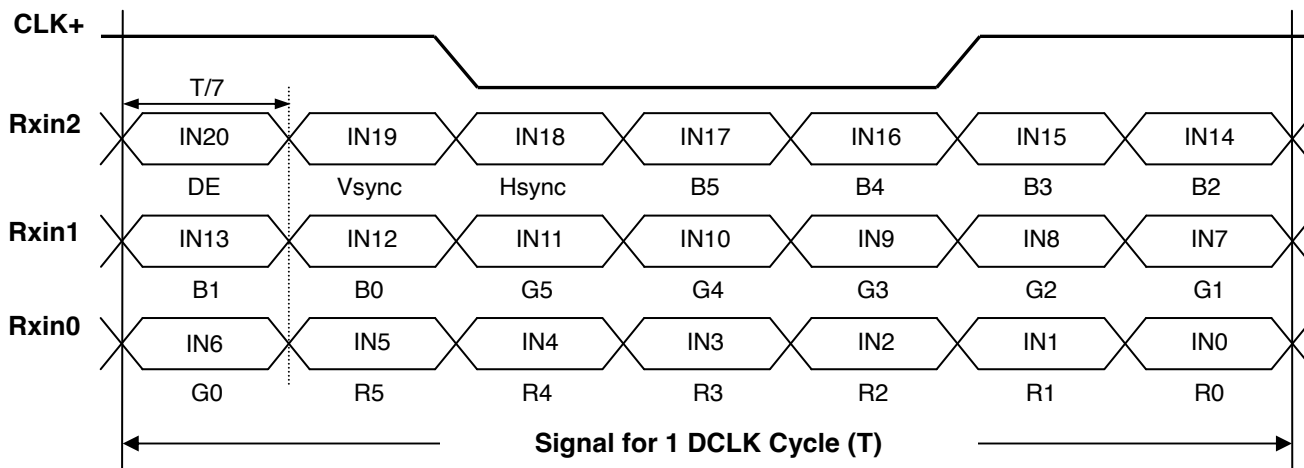 CLK+
T/7
Rxin2 IN20 IN19 IN18 IN17 IN16 IN15 IN14
DE Vsync Hsync B5 B4 B3 B2
Rxin1 IN13 IN12 IN11 IN10 IN9 IN8 IN7
B1 B0 G5 G4 G3 G2 G1
Rxin0 IN6 IN5 IN4 IN3 IN2 IN1 IN0
G0 R5 R4 R3 R2 R1 R0
Signal for 1 DCLK Cycle (T)